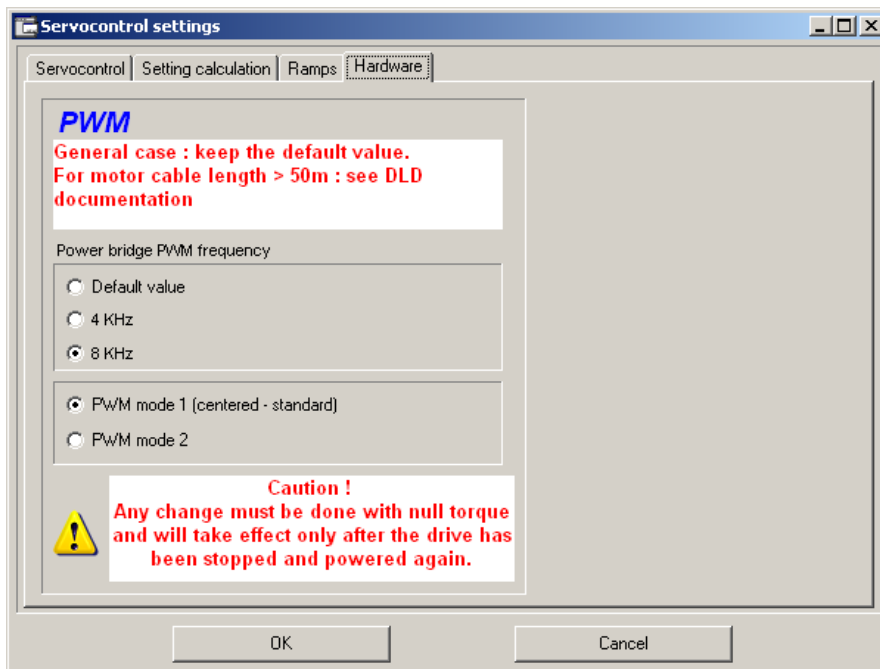 Servocontrol settings
Servocontrol
Setting calculation
Ramps
Hardware
PWM
General case : keep the default value.
For motor cable length > 50m : see DLD
documentation
Power bridge PWM frequency
Default value
4 KHz
8 KHz
PWM mode 1 (centered - standard)
PWM mode 2
Caution !
Any change must be done with null torque
and will take effect only after the drive has
been stopped and powered again.
OK
Cancel